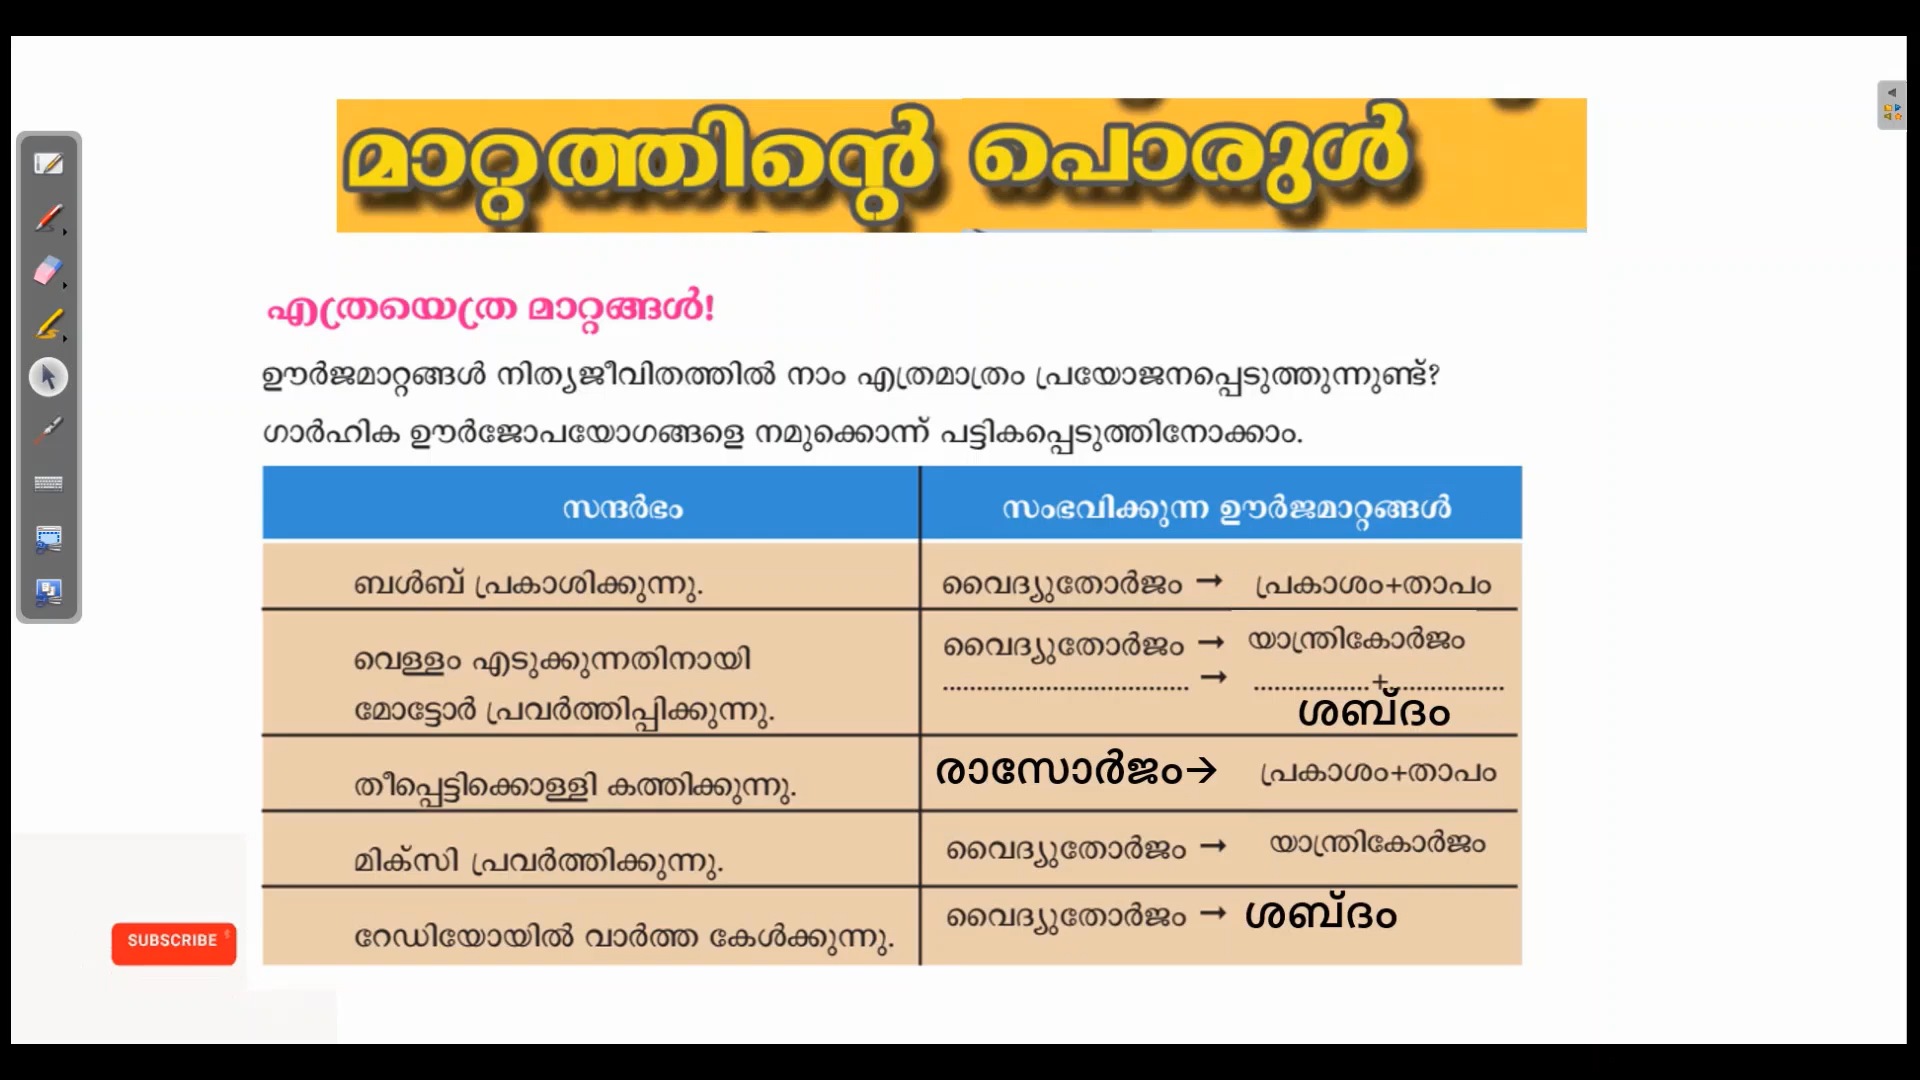 മാറ്റത്തിന്റെ പൊരുൾ
എത്രയെത്ര മാറ്റങ്ങൾ!
ഊർജമാറ്റങ്ങൾ നിത്യജീവിതത്തിൽ നാം എത്രമാത്രം പ്രയോജനപ്പെടുത്തുന്നുണ്ട്?
ഗാർഹിക ഊർജോപയോഗങ്ങളെ നമുക്കൊന്ന് പട്ടികപ്പെടുത്തിനോക്കാം.
സന്ദർഭം സംഭവിക്കുന്ന ഊർജമാറ്റങ്ങൾ
ബൾബ് പ്രകാശിക്കുന്നു. വൈദ്യുതോർജം → പ്രകാശം+താപം
വെള്ളം എടുക്കുന്നതിനായി വൈദ്യുതോർജം → യാന്ത്രികോർജം
.................................. → ................+...............
മോട്ടോർ പ്രവർത്തിപ്പിക്കുന്നു. ശബ്ദം
തീപ്പെട്ടിക്കൊള്ളി കത്തിക്കുന്നു. രാസോർജം→ പ്രകാശം+താപം
മിക്സി പ്രവർത്തിക്കുന്നു. വൈദ്യുതോർജം → യാന്ത്രികോർജം
റേഡിയോയിൽ വാർത്ത കേൾക്കുന്നു. വൈദ്യുതോർജം → ശബ്ദം
SUBSCRIBE